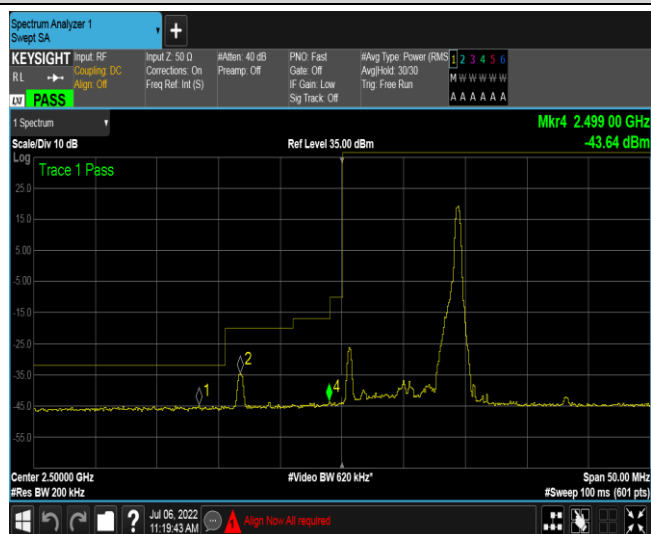 Spectrum Analyzer 1
Swept SA
+
KEYSIGHT Input: RF Input Z: 50 Ω #Atten: 40 dB PNO: Fast #Avg Type: Power (RMS 1 2 3 4 5 6
RL Coupling: DC Corrections: On Preamp: Off Gate: Off Avg|Hold: 30/30 M W W W W W
Align: Off Freq Ref: Int (S) IF Gain: Low Trig: Free Run
LXI PASS Sig Track: Off A A A A A A
1 Spectrum Mkr4 2.499 00 GHz
Scale/Div 10 dB Ref Level 35.00 dBm -43.64 dBm
Log
Trace 1 Pass
25.0
15.0
5.00
-5.00
-15.0
-25.0
2
-35.0
1 4
-45.0
-55.0
Center 2.50000 GHz #Video BW 620 kHz* Span 50.00 MHz
#Res BW 200 kHz #Sweep 100 ms (601 pts)
? Jul 06, 2022 Align Now All required
11:19:43 AM